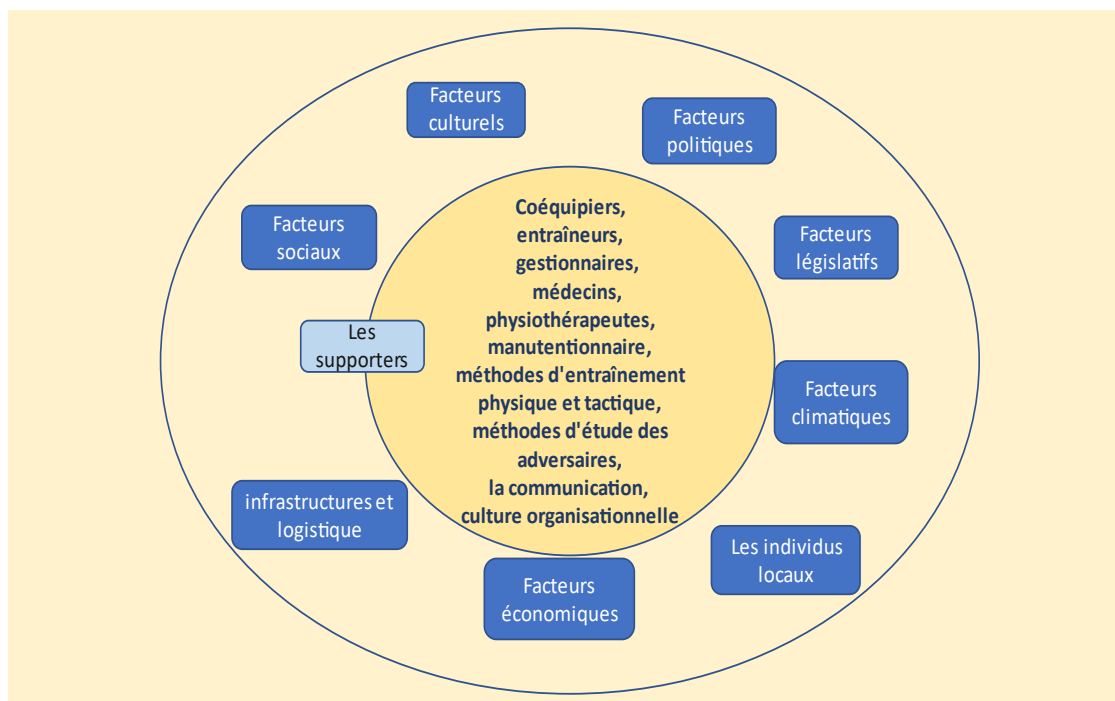 Facteurs
culturels
Facteurs
politiques
Facteurs
sociaux
Facteurs
législatifs
Coéquipiers,
entraîneurs,
gestionnaires,
médecins,
physiothérapeutes,
manutentionnaire,
méthodes d'entraînement
physique et tactique,
méthodes d'étude des
adversaires,
la communication,
culture organisationnelle
Les
supporters
Facteurs
climatiques
infrastructures et
logistique
Les individus
locaux
Facteurs
économiques